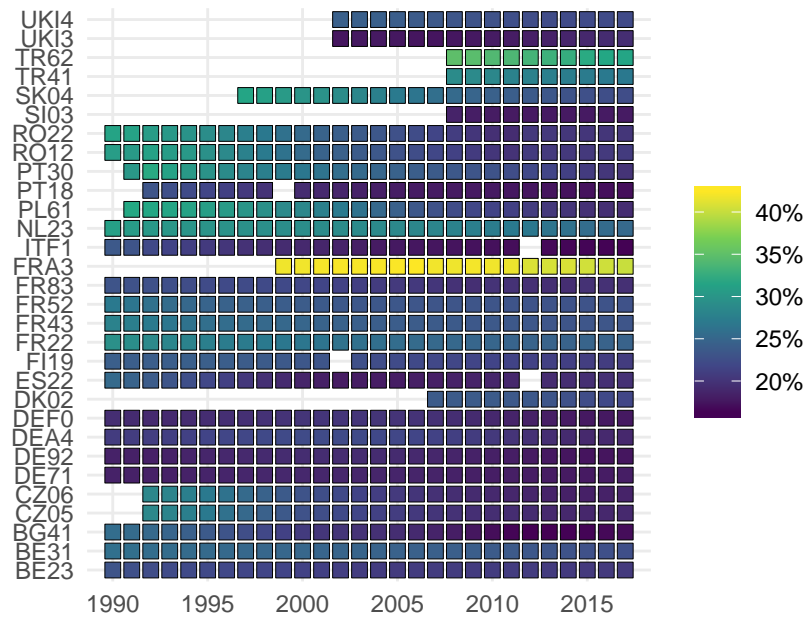 UKI4
UKI3
TR62
TR41
SK04
SI03
RO22
RO12
PT30
PT18
PL61
NL23
ITF1
FRA3
FR83
FR52
FR43
FR22
FI19
ES22
DK02
DEF0
DEA4
DE92
DE71
CZ06
CZ05
BG41
BE31
BE23
1990 1995 2000 2005 2010 2015
40%
35%
30%
25%
20%